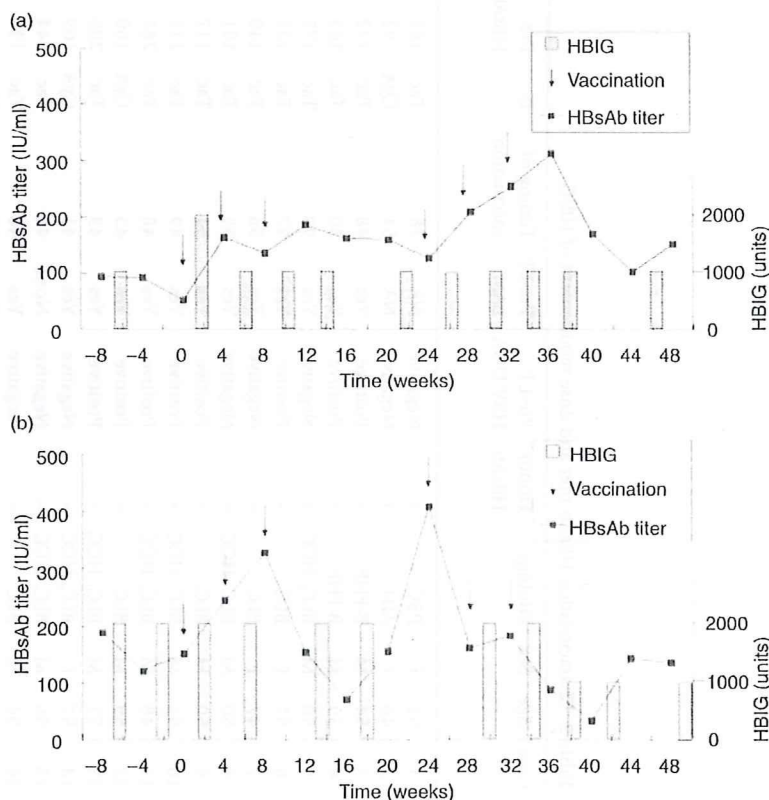 (a)
500
400
300
200
100
0
HBsAb titer (IU/ml)
HBIG
Vaccination
HBsAb titer
2000
1000
0
HBIG (units)
−8 −4 0 4 8 12 16 20 24 28 32 36 40 44 48
Time (weeks)
(b)
500
400
300
200
100
0
HBsAb titer (IU/ml)
HBIG
Vaccination
HBsAb titer
2000
1000
0
HBIG (units)
−8 −4 0 4 8 12 16 20 24 28 32 36 40 44 48
Time (weeks)